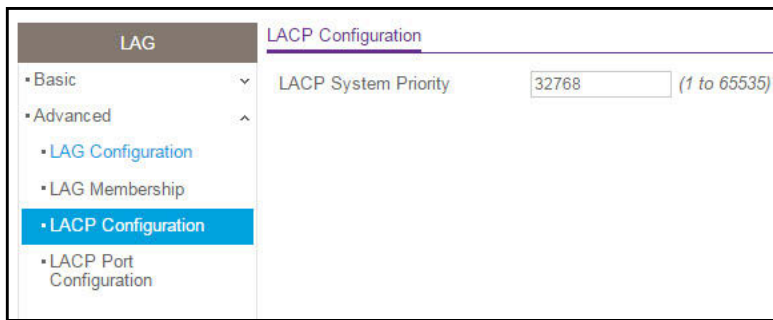 LAG
Basic
Advanced
LAG Configuration
LAG Membership
LACP Configuration
LACP Port
Configuration
LACP Configuration
LACP System Priority 32768 (1 to 65535)